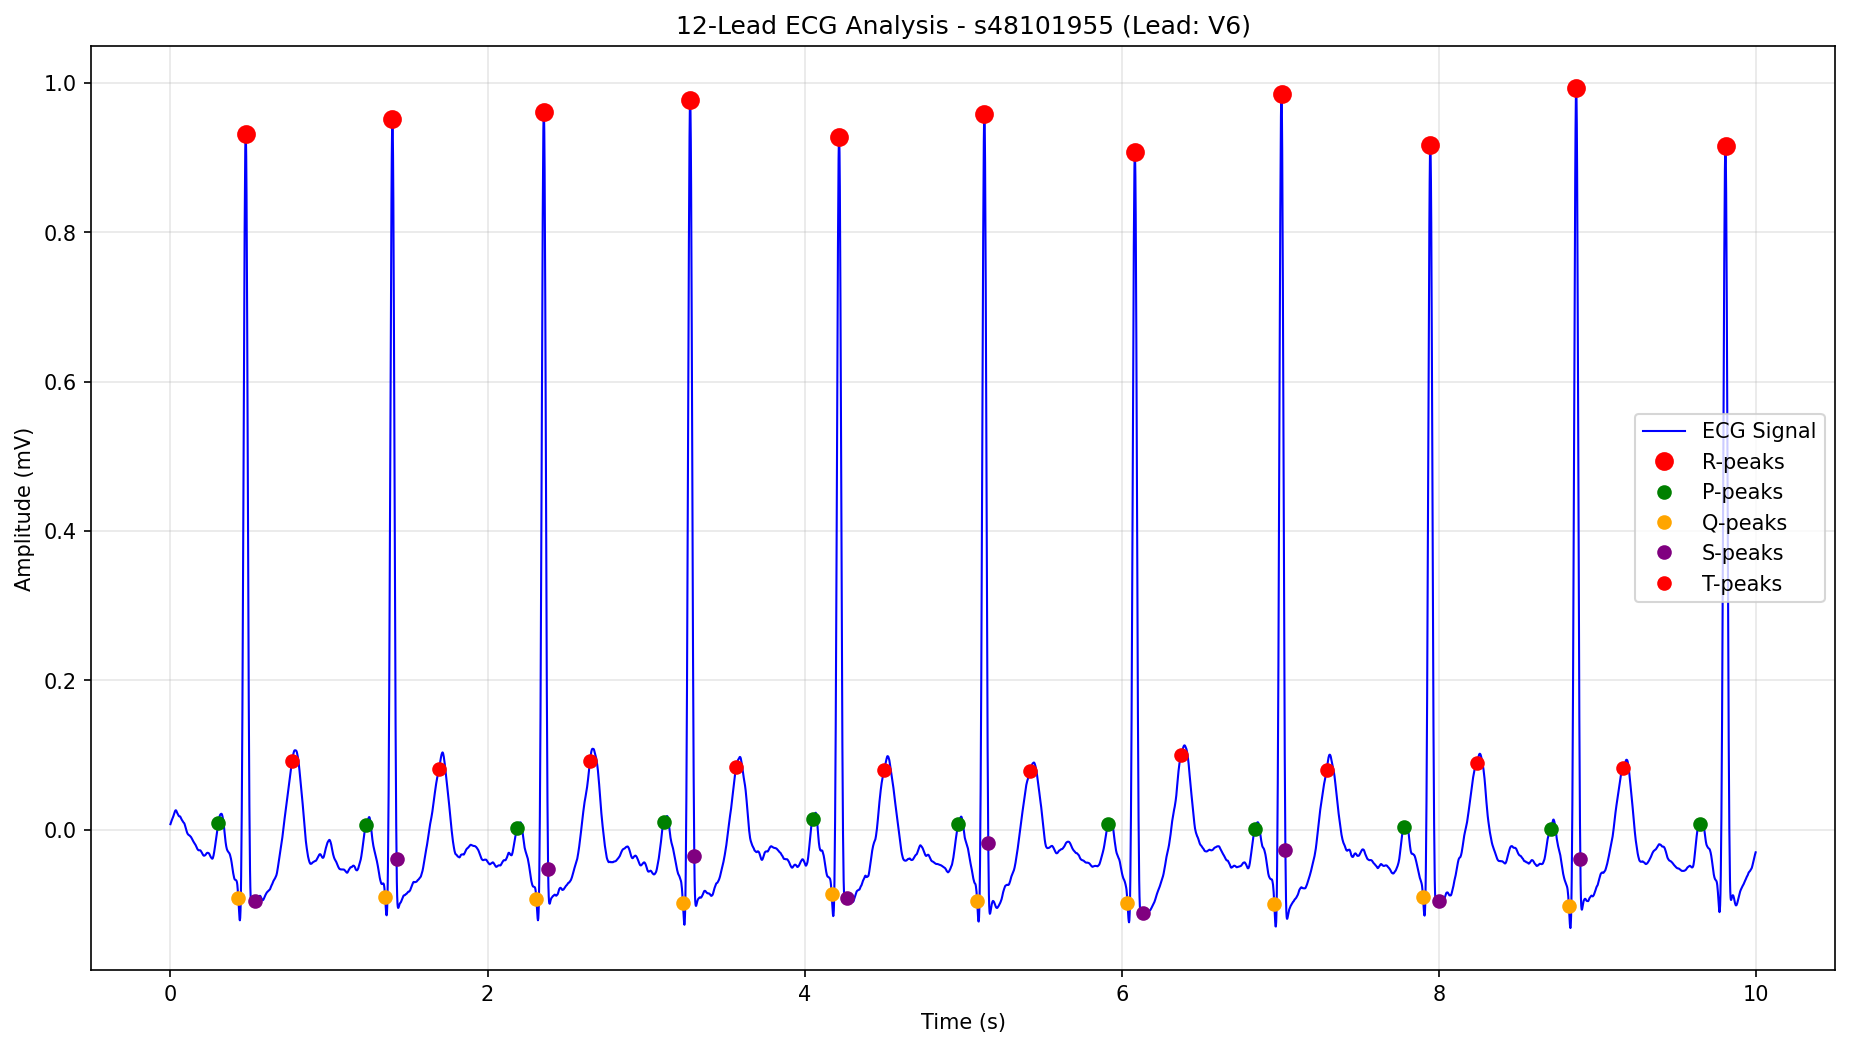 12-Lead ECG Analysis - s48101955 (Lead: V6)
Amplitude (mV)
1.0
0.8
0.6
0.4
0.2
0.0
ECG Signal
R-peaks
P-peaks
Q-peaks
S-peaks
T-peaks
0 2 4 6 8 10
Time (s)